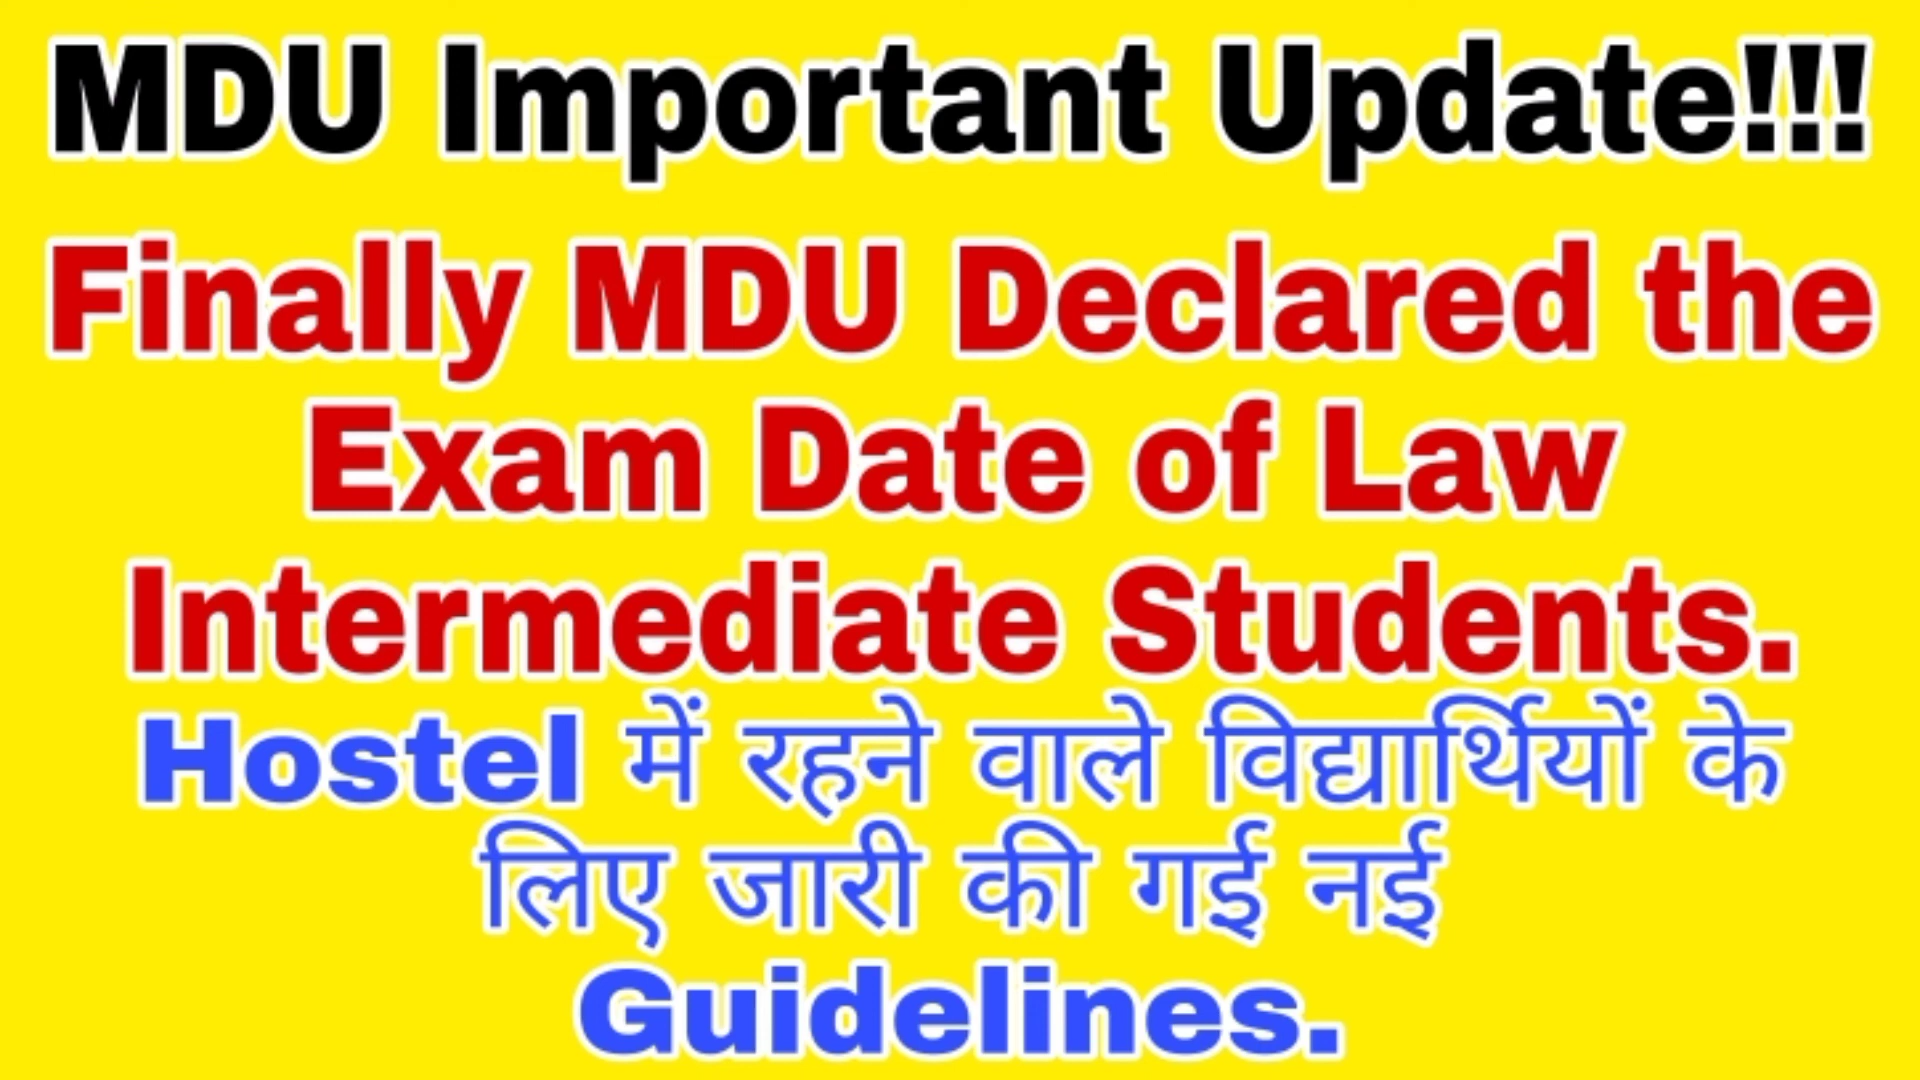 MDU Important Update!!!
Finally MDU Declared the
Exam Date of Law
Intermediate Students.
Hostel में रहने वाले विद्यार्थियों के
लिए जारी की गई नई
Guidelines.